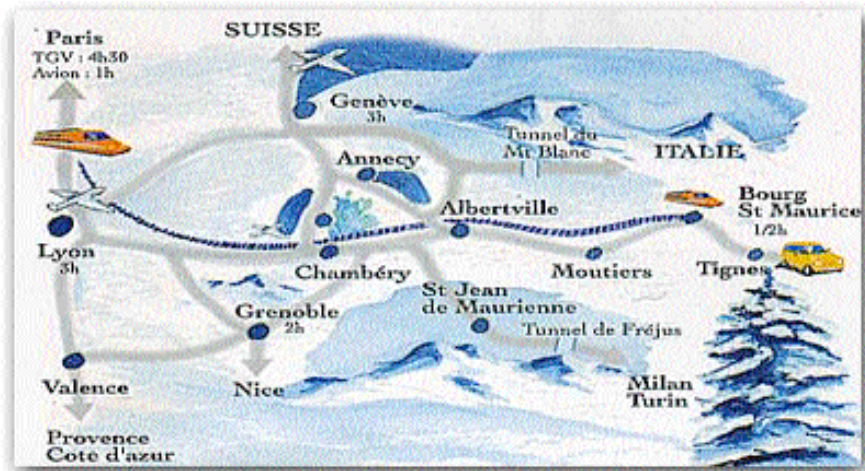 Paris
TGV : 4h30
Avion : 1h
SUISSE
Genève
3h
Tunnel du
Mt Blanc
ITALIE
Annecy
Bourg
St Maurice
1/2h
Albertville
Lyon
3h
Chambéry
Moutiers
Tignes
St Jean
de Maurienne
Grenoble
2h
Tunnel de Fréjus
Valence
Nice
Milan
Turin
Provence
Cote d'azur